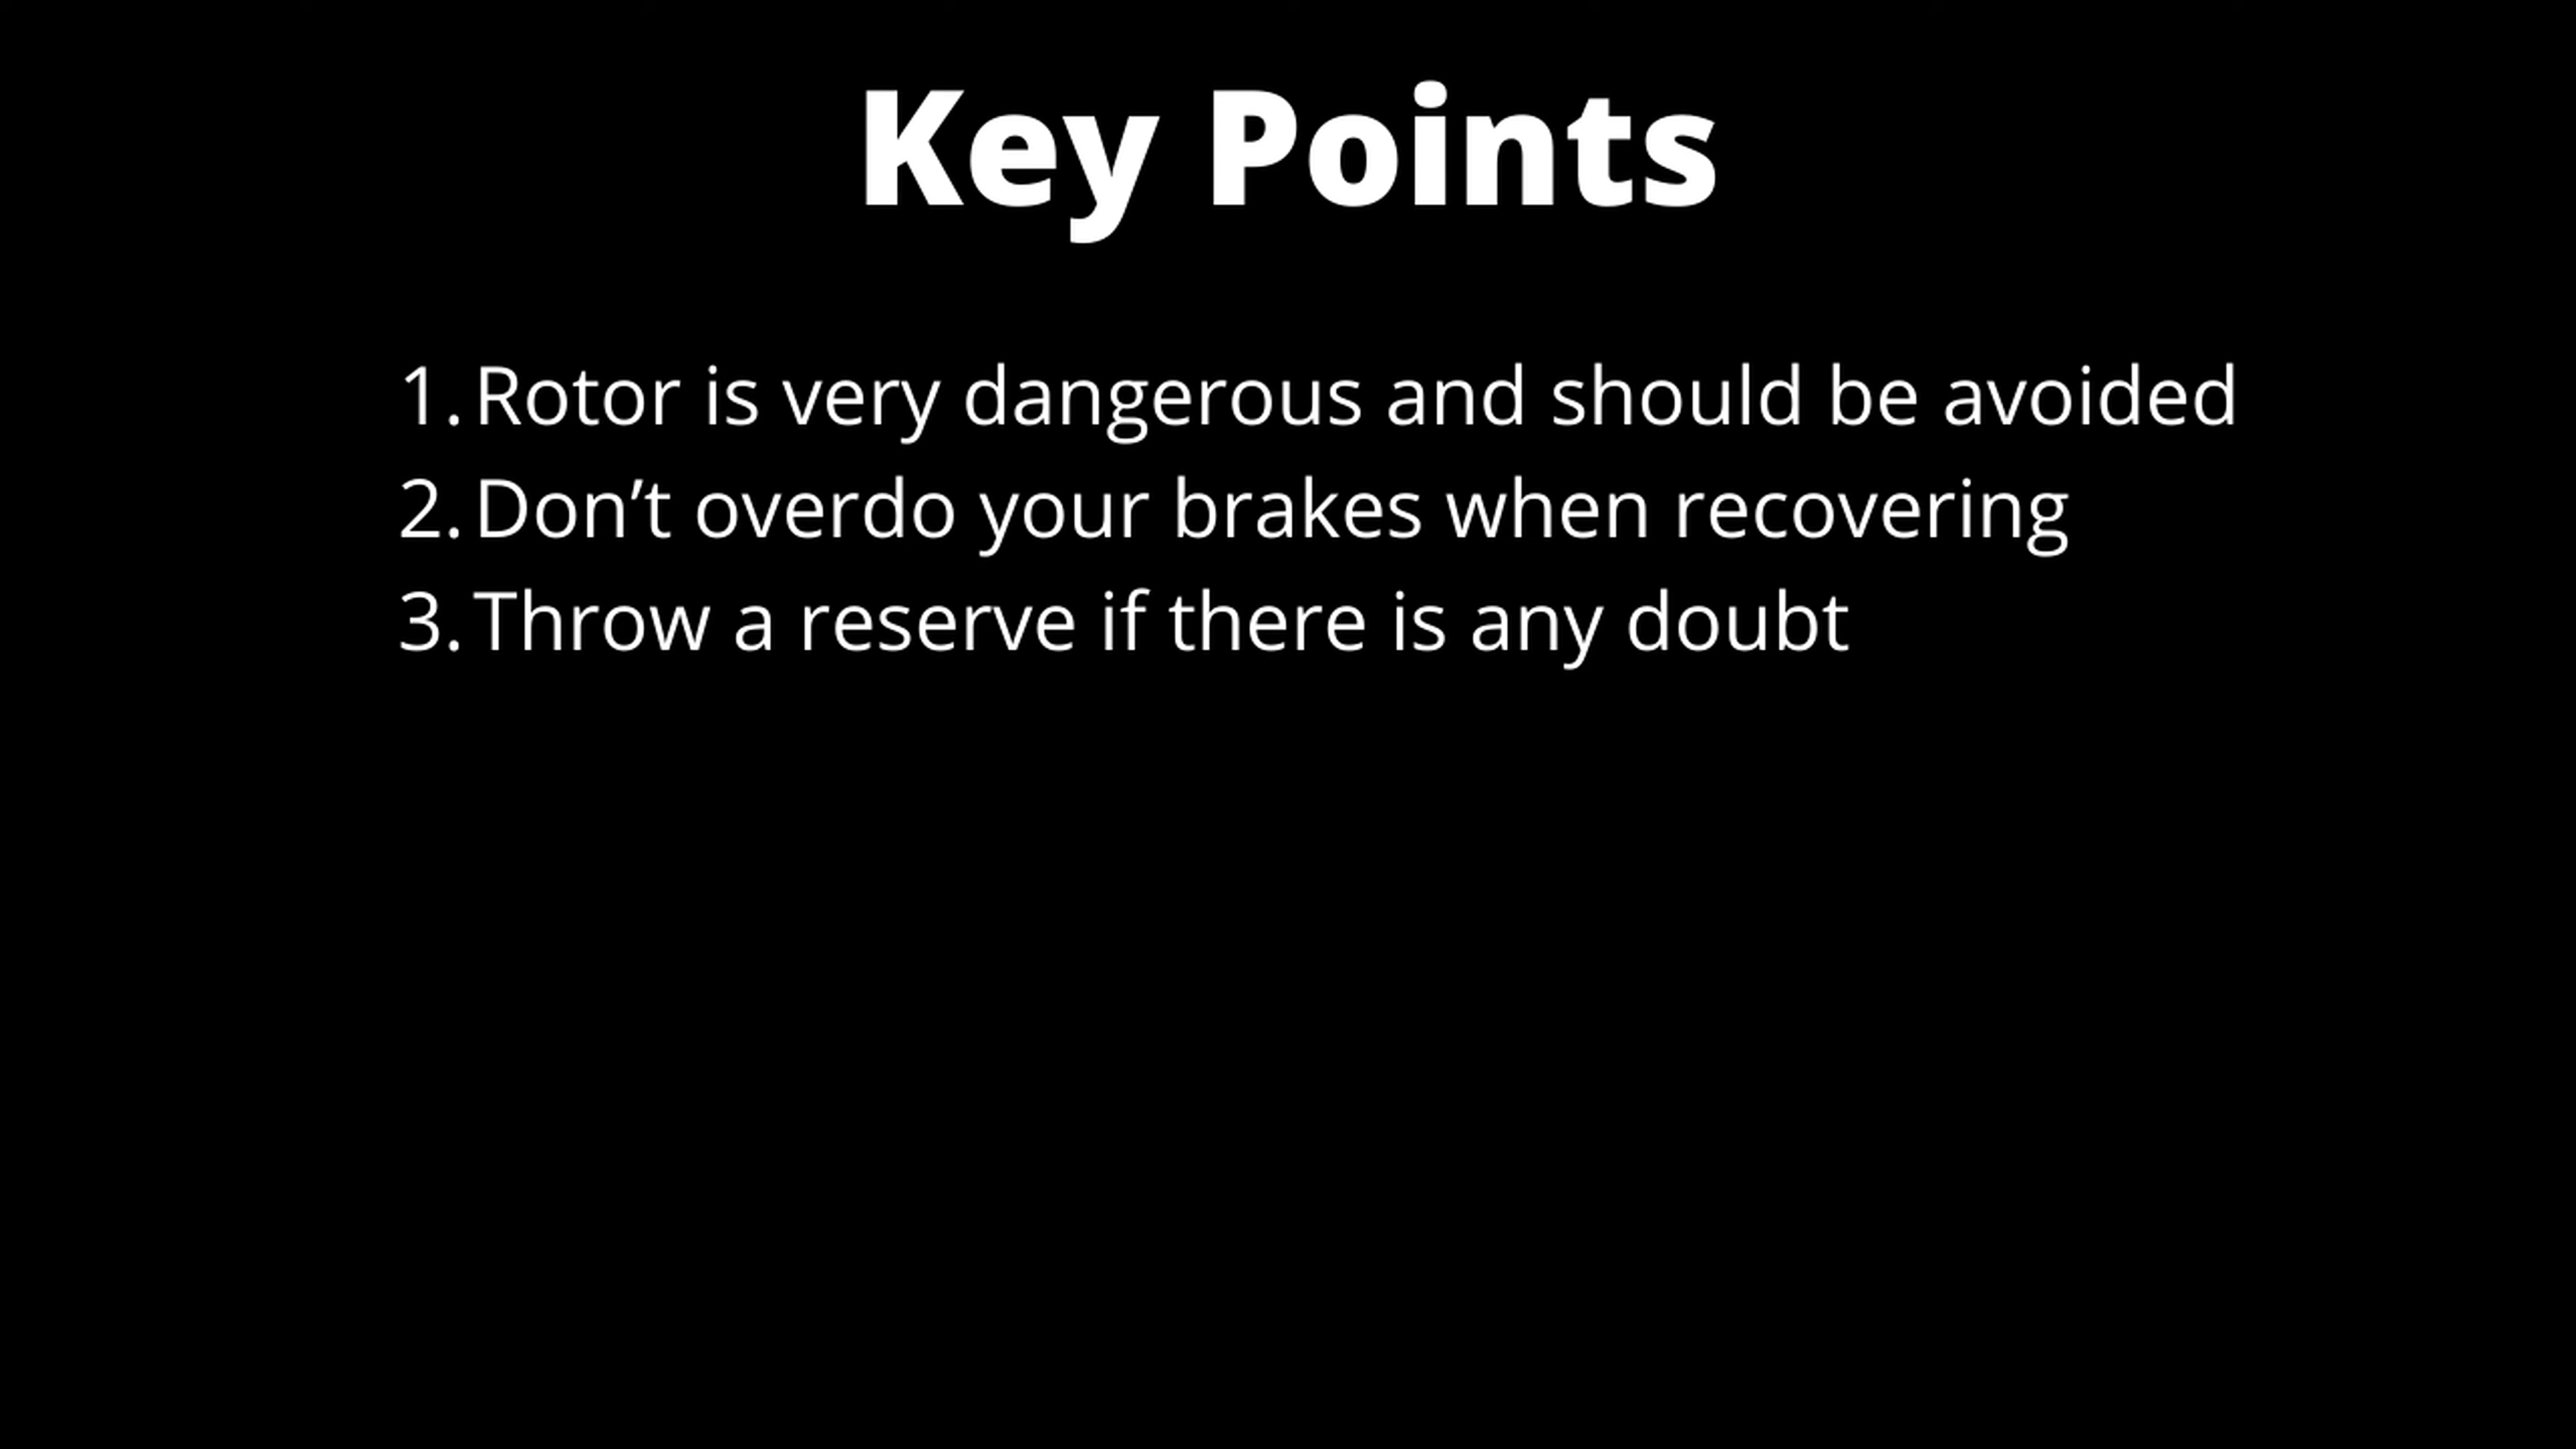 Key Points
1. Rotor is very dangerous and should be avoided
2. Don’t overdo your brakes when recovering
3. Throw a reserve if there is any doubt